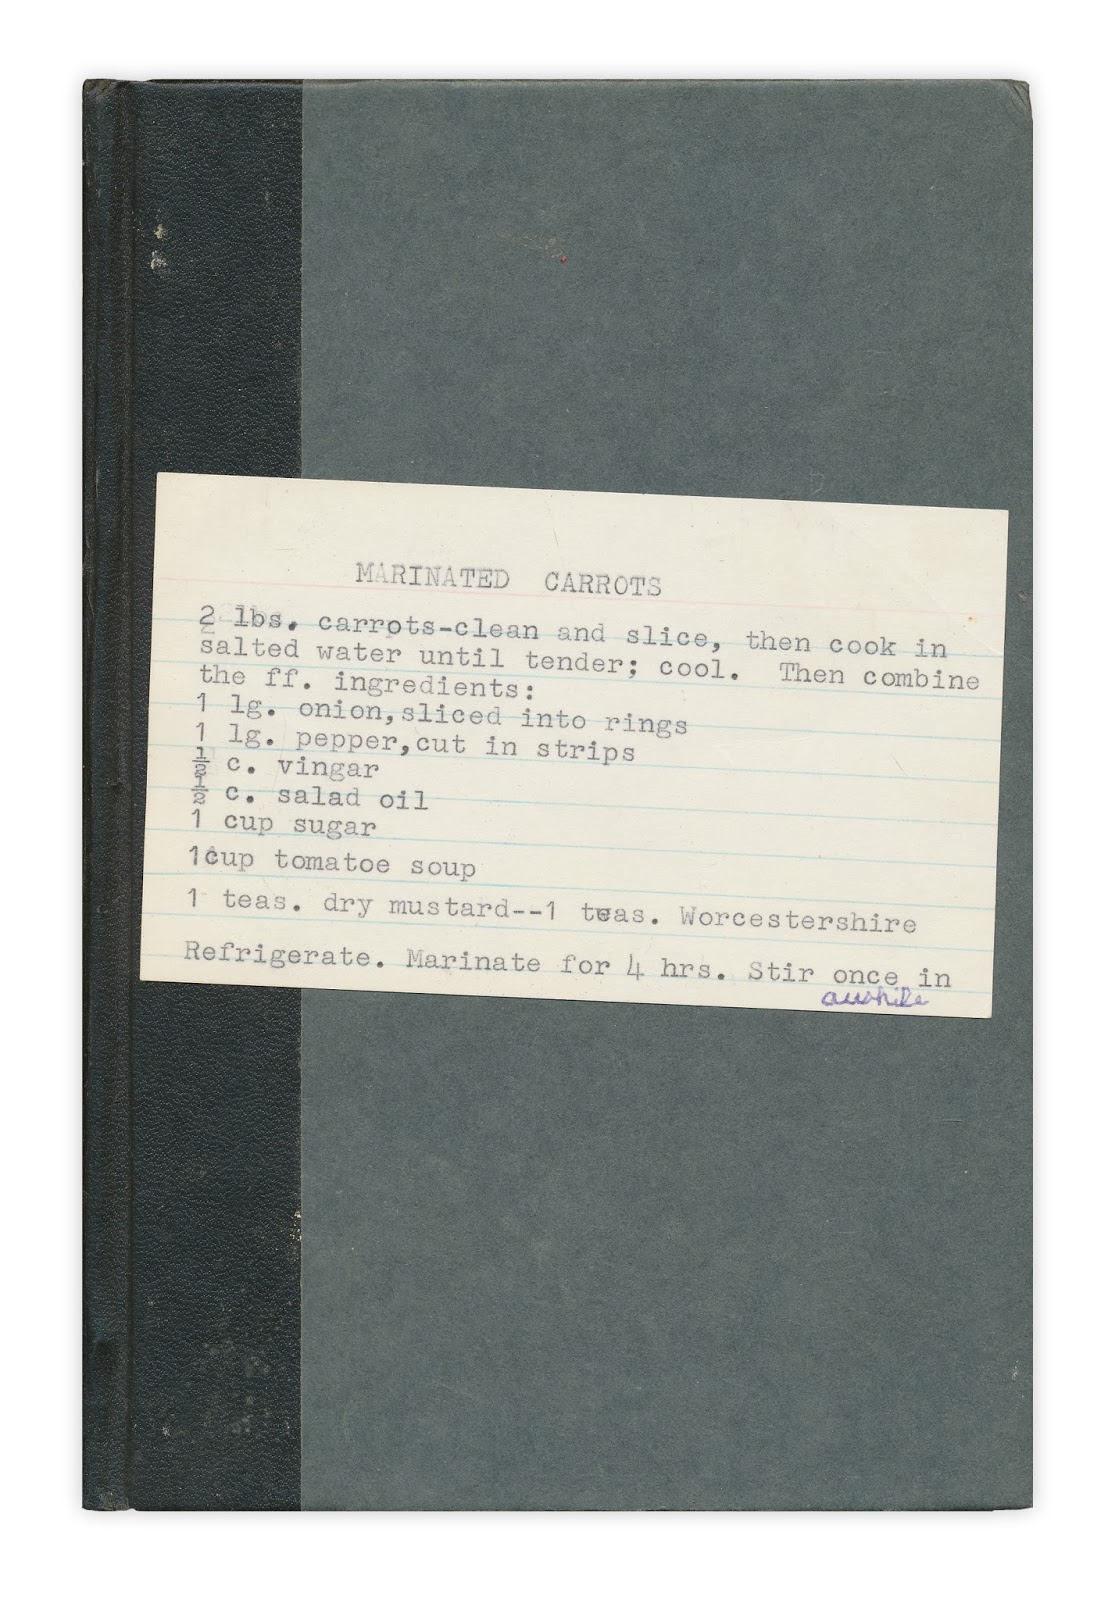 MARINATED CARROTS
2 lbs. carrots-clean and slice, then cook in
salted water until tender; cool. Then combine
the ff. ingredients:
1 lg. onion,sliced into rings
1 lg. pepper,cut in strips
½ c. vingar
½ c. salad oil
1 cup sugar
1cup tomatoe soup
1 teas. dry mustard--1 teas. Worcestershire
Refrigerate. Marinate for 4 hrs. Stir once in
awhile